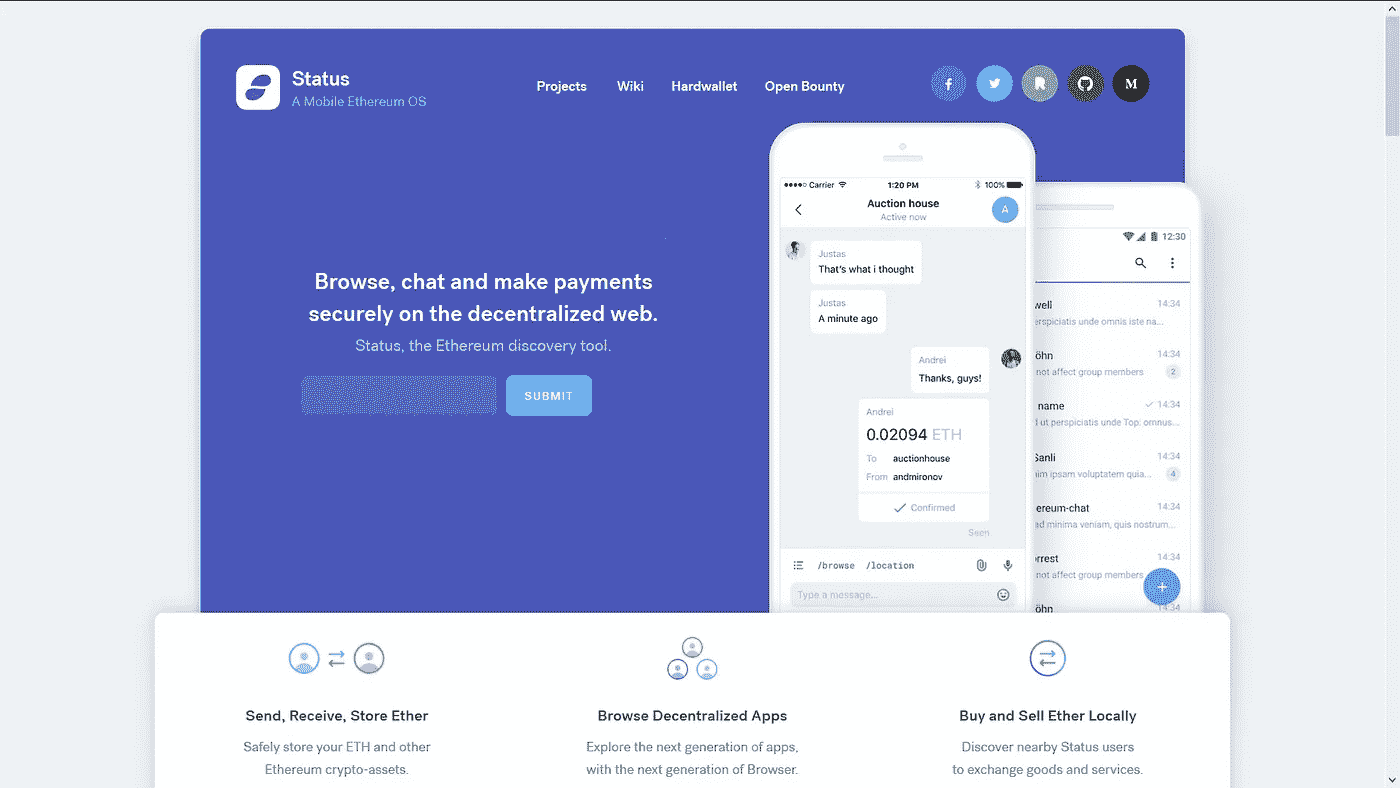 Status
A Mobile Ethereum OS
Projects Wiki Hardwallet Open Bounty
f
R
M
Browse, chat and make payments
securely on the decentralized web.
Status, the Ethereum discovery tool.
SUBMIT
Carrier 1:20 PM 100%
Auction house
Active now
A
Justas
That's what i thought
Justas
A minute ago
Andrei
Thanks, guys!
Andrei
0.02094 ETH
To auctionhouse
From andmironov
Confirmed
Seen
/browse /location
Type a message...
12:30
well 14:34
erspiciatis unde omnis iste na...
öhn 14:34
not affect group members 2
name 14:34
d ut perspiciatis unde Top: omnus...
Sanli 14:34
im ipsam voluptatem quia... 4
ereum-chat 14:34
ad minima veniam, quis nostrum...
orrest 14:34
not affect group members
öhn 14:34
Send, Receive, Store Ether
Safely store your ETH and other
Ethereum crypto-assets.
Browse Decentralized Apps
Explore the next generation of apps,
with the next generation of Browser.
Buy and Sell Ether Locally
Discover nearby Status users
to exchange goods and services.